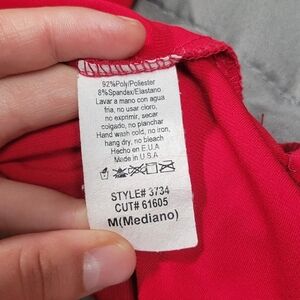 92%Poly/Poliester
8%Spandex/Elastano
Lavar a mano con agua
fria, no usar cloro,
no exprimir, secar
colgado, no planchar
Hand wash cold, no iron,
hang dry, no bleach
Hecho en E.U.A
Made in U.S.A
STYLE# 3734
CUT# 61605
M(Mediano)